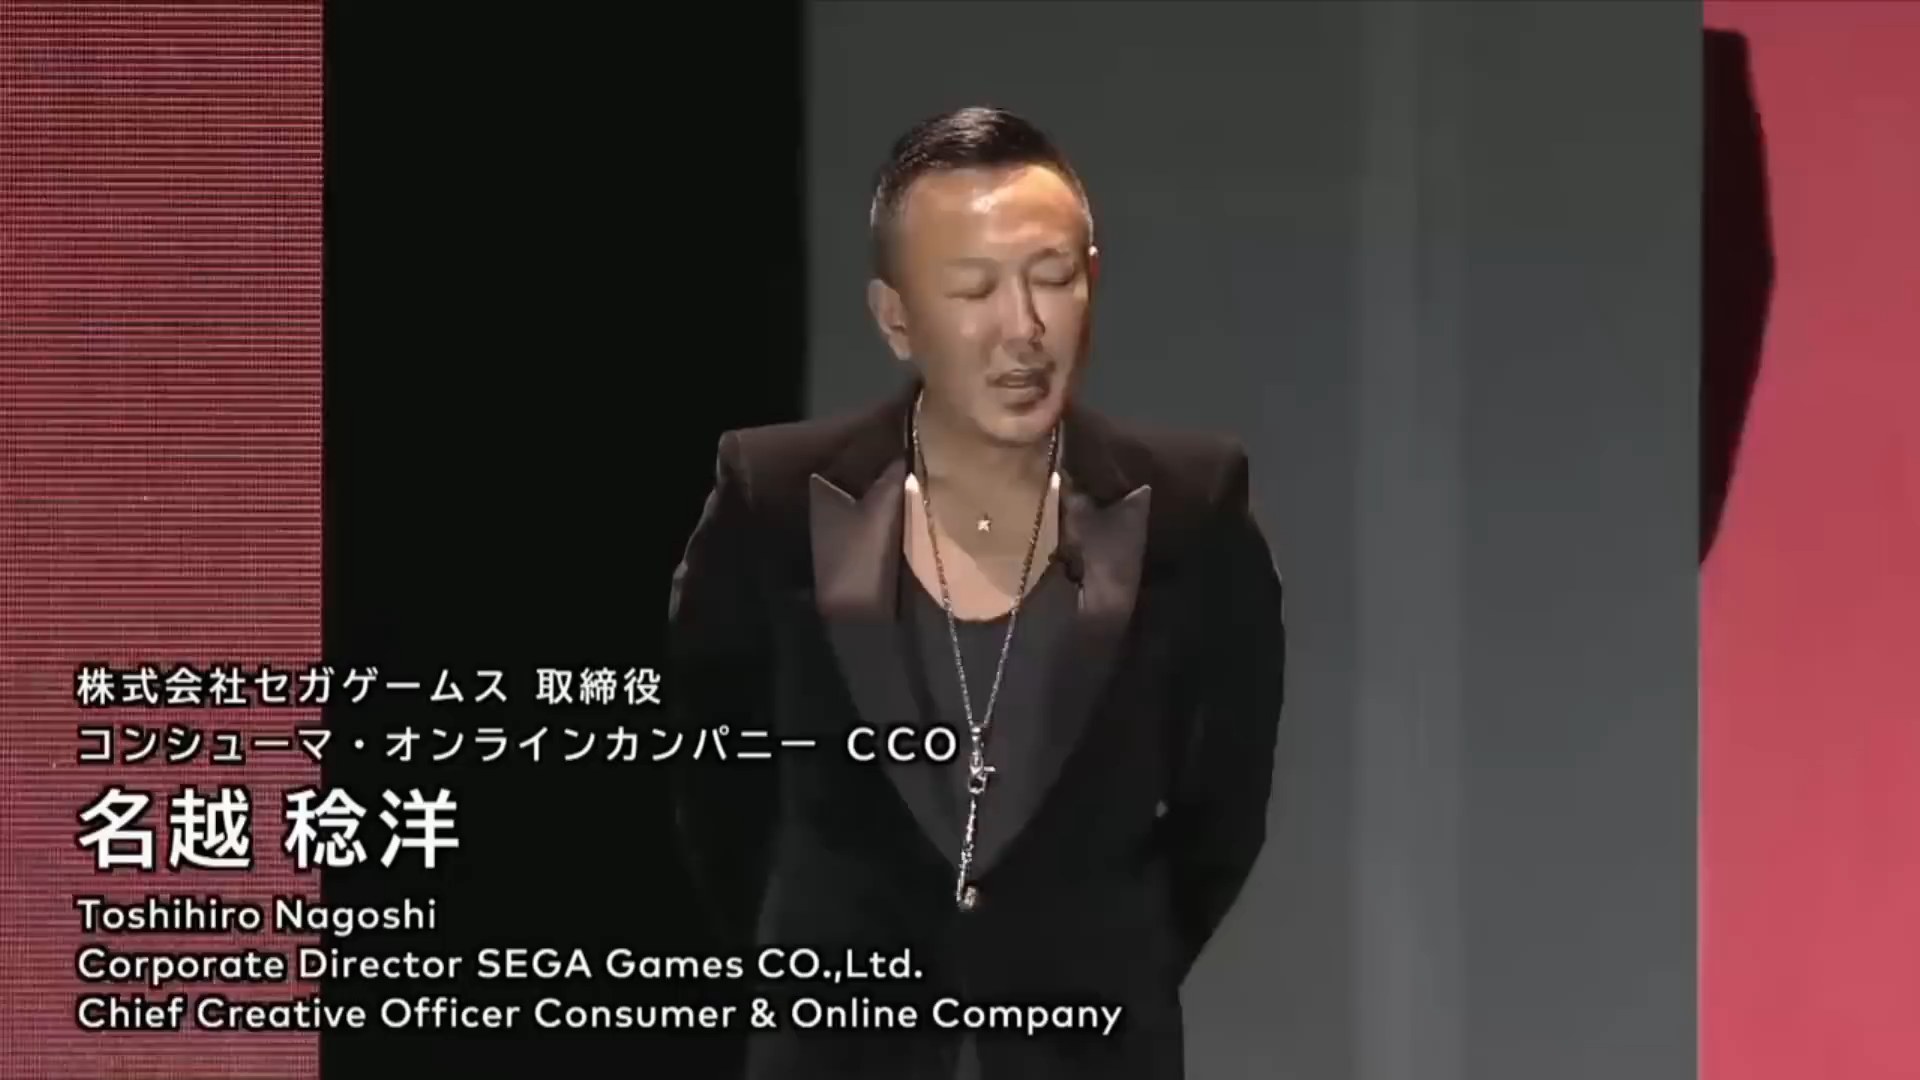 株式会社セガゲームス 取締役
コンシューマ・オンラインカンパニー CCO
名越 稔洋
Toshihiro Nagoshi
Corporate Director SEGA Games CO.,Ltd.
Chief Creative Officer Consumer & Online Company